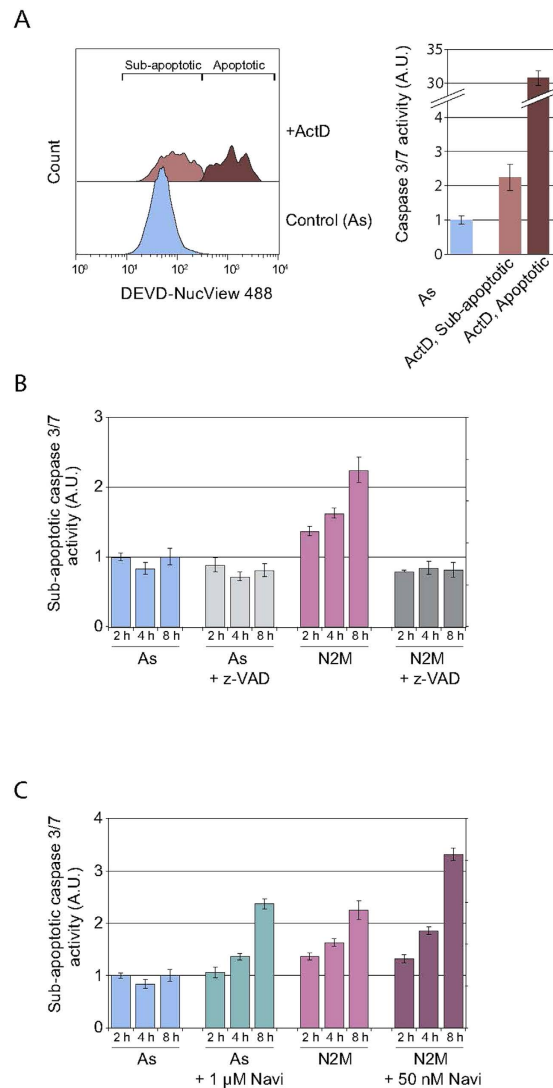 A
Sub-apoptotic Apoptotic
+ActD
Control (As)
Count
10⁰ 10¹ 10² 10³ 10⁴
DEVD-NucView 488
Caspase 3/7 activity (A.U.)
35
30
4
3
2
1
0
As
ActD, Sub-apoptotic
ActD, Apoptotic
B
Sub-apoptotic caspase 3/7
activity (A.U.)
3
2
1
0
2 h 4 h 8 h 2 h 4 h 8 h 2 h 4 h 8 h 2 h 4 h 8 h
As As N2M N2M
+ z-VAD + z-VAD
C
Sub-apoptotic caspase 3/7
activity (A.U.)
4
3
2
1
0
2 h 4 h 8 h 2 h 4 h 8 h 2 h 4 h 8 h 2 h 4 h 8 h
As As N2M N2M
+ 1 μM Navi + 50 nM Navi